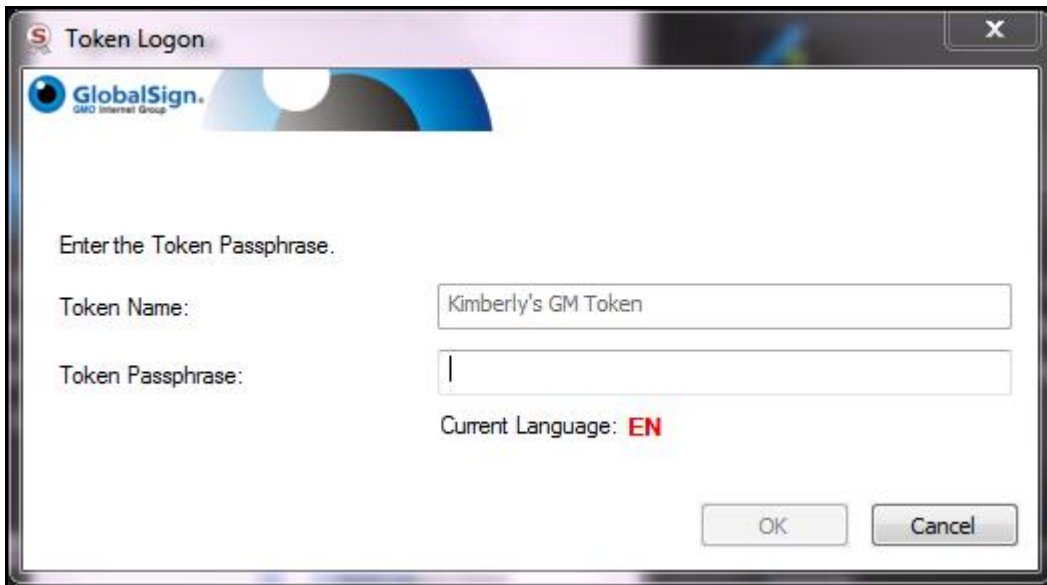 S Token Logon
GlobalSign.
GMO Internet Group
Enter the Token Passphrase.
Token Name: Kimberly's GM Token
Token Passphrase:
Current Language: EN
OK Cancel